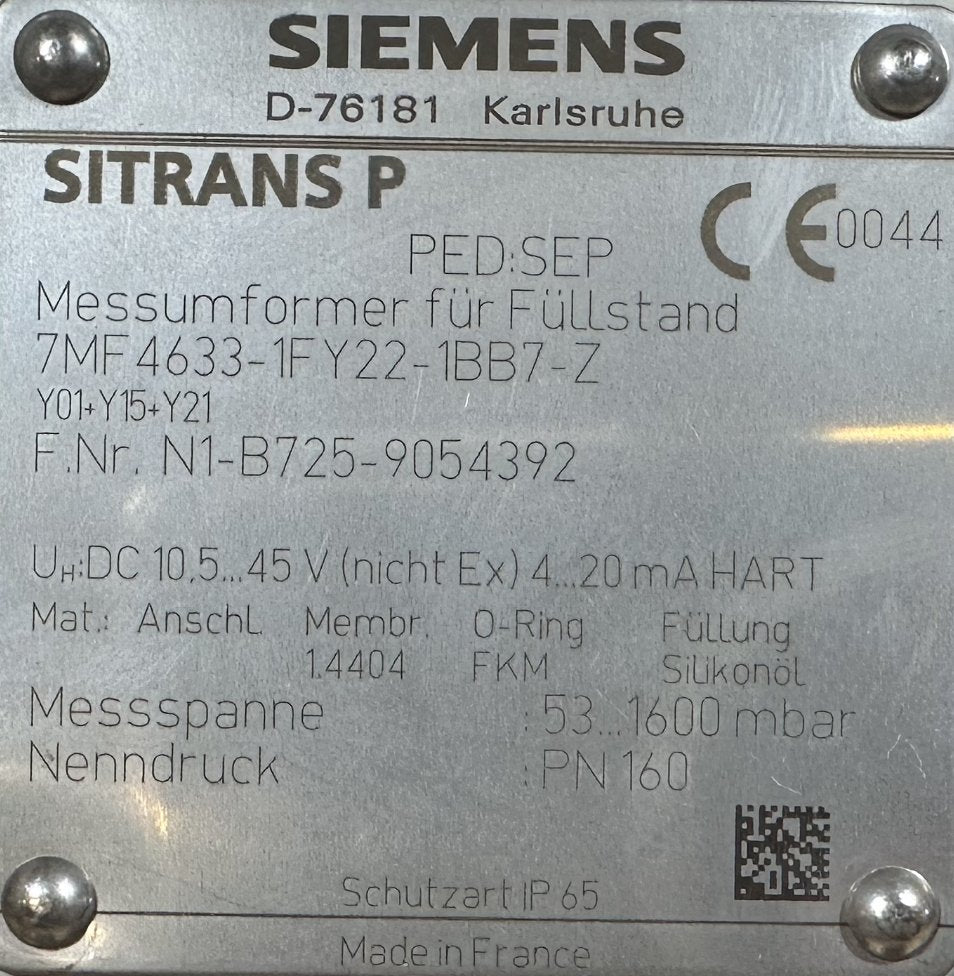 SIEMENS
D-76181 Karlsruhe
SITRANS P
CE 0044
PED:SEP
Messumformer für Füllstand
7MF4633-1FY22-1BB7-Z
Y01+Y15+Y21
F.Nr. N1-B725-9054392
UH:DC 10,5...45 V (nicht Ex) 4...20 mA HART
Mat.: Anschl. Membr. O-Ring Füllung
1.4404 FKM Silikonöl
Messspanne :53...1600 mbar
Nenndruck :PN 160
Schutzart IP 65
Made in France